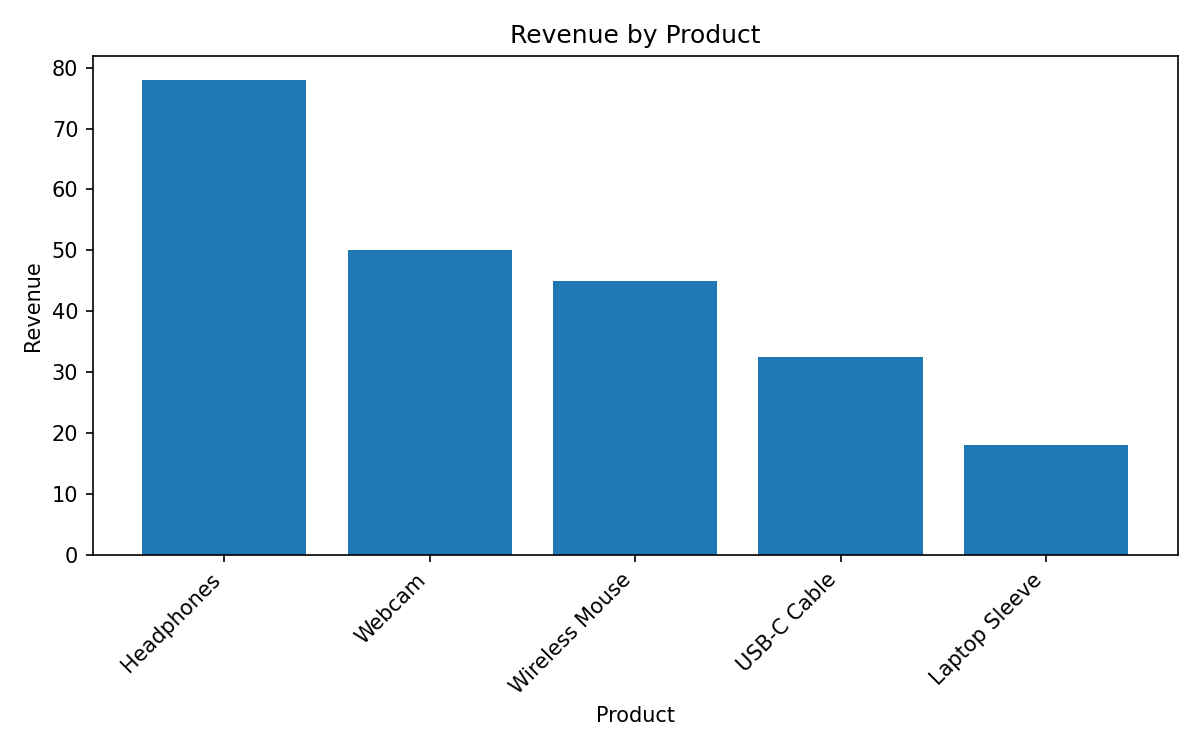 Revenue by Product
Revenue
80
70
60
50
40
30
20
10
0
Headphones
Webcam
Wireless Mouse
USB-C Cable
Laptop Sleeve
Product